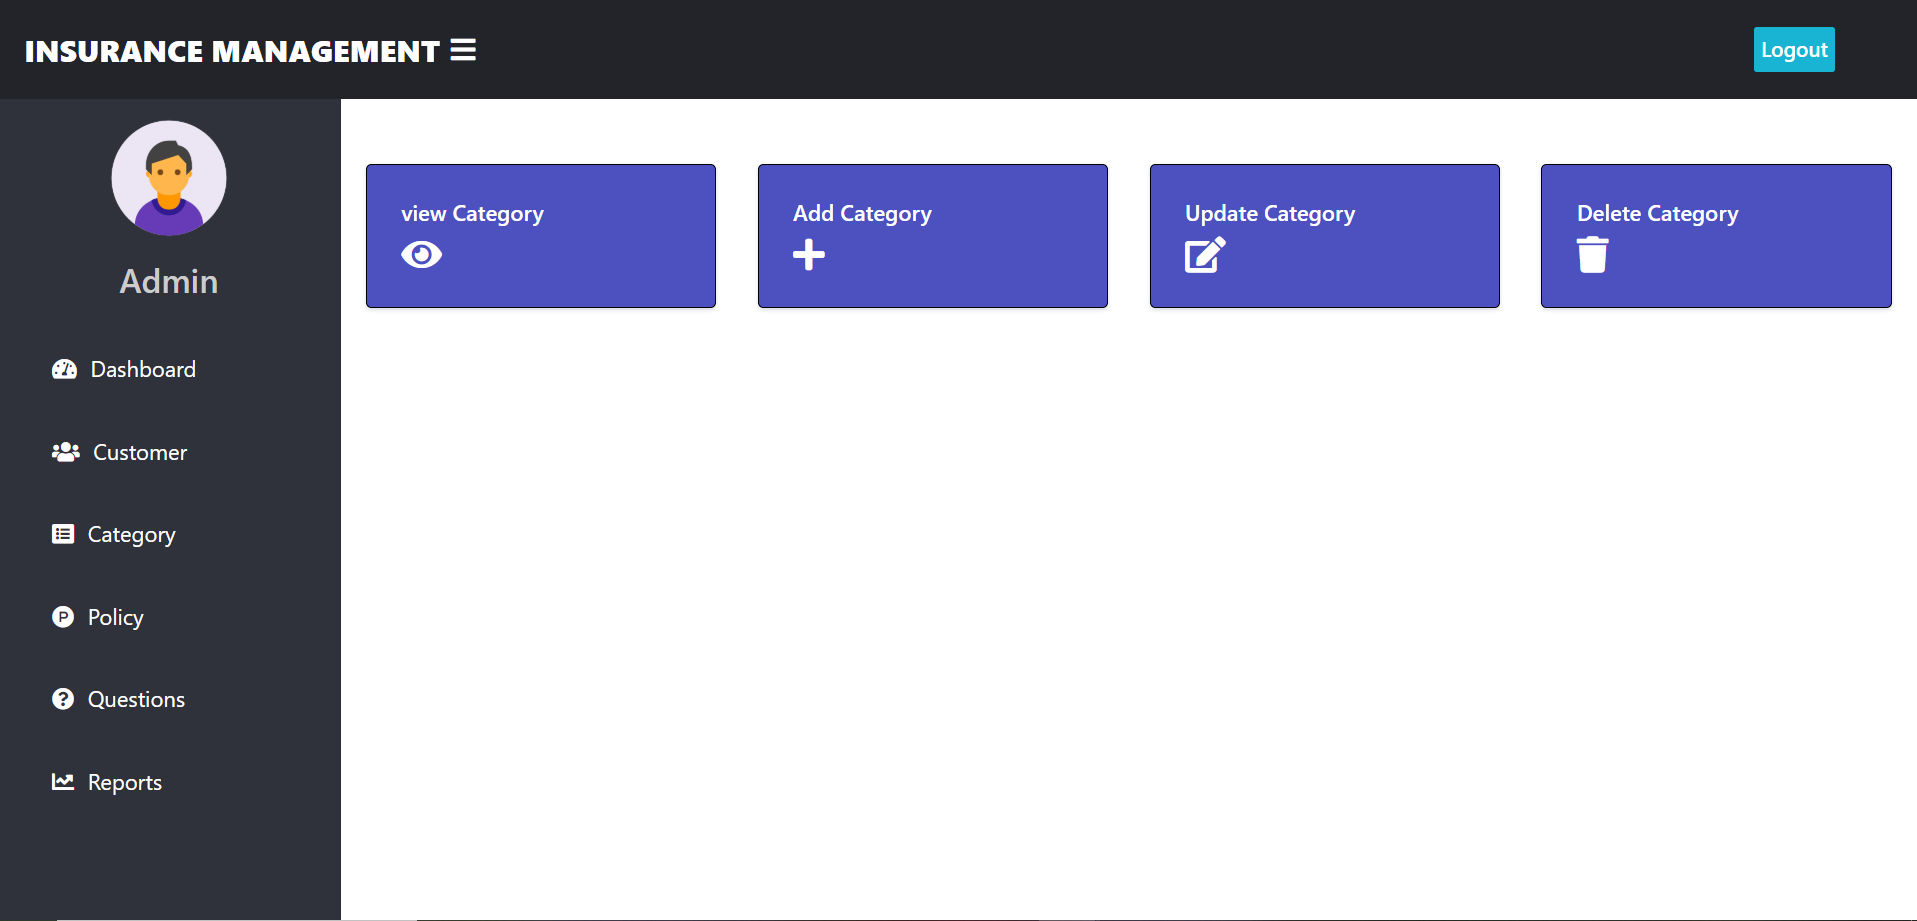 INSURANCE MANAGEMENT
Logout
Admin
Dashboard
Customer
Category
Policy
Questions
Reports
view Category
Add Category
Update Category
Delete Category